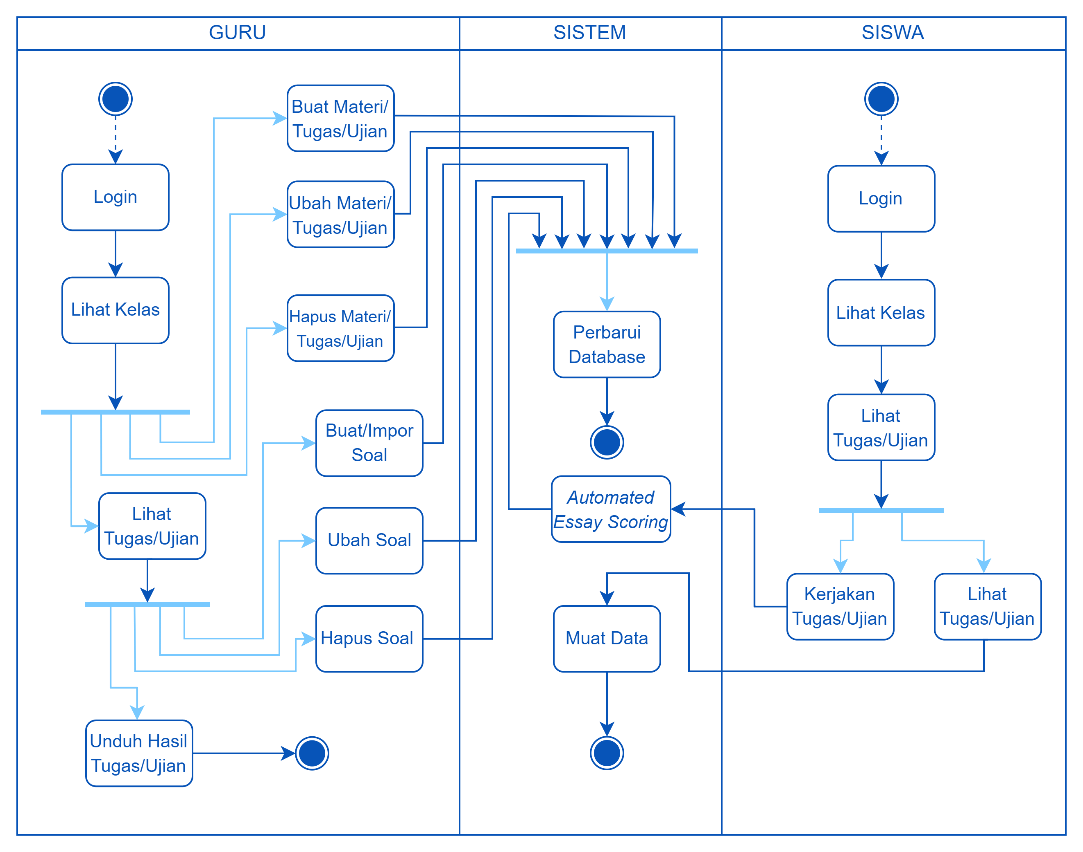 GURU
SISTEM
SISWA
Login
Lihat Kelas
Buat Materi/
Tugas/Ujian
Ubah Materi/
Tugas/Ujian
Hapus Materi/
Tugas/Ujian
Buat/Impor
Soal
Lihat
Tugas/Ujian
Ubah Soal
Hapus Soal
Unduh Hasil
Tugas/Ujian
Perbarui
Database
Automated
Essay Scoring
Muat Data
Login
Lihat Kelas
Lihat
Tugas/Ujian
Kerjakan
Tugas/Ujian
Lihat
Tugas/Ujian